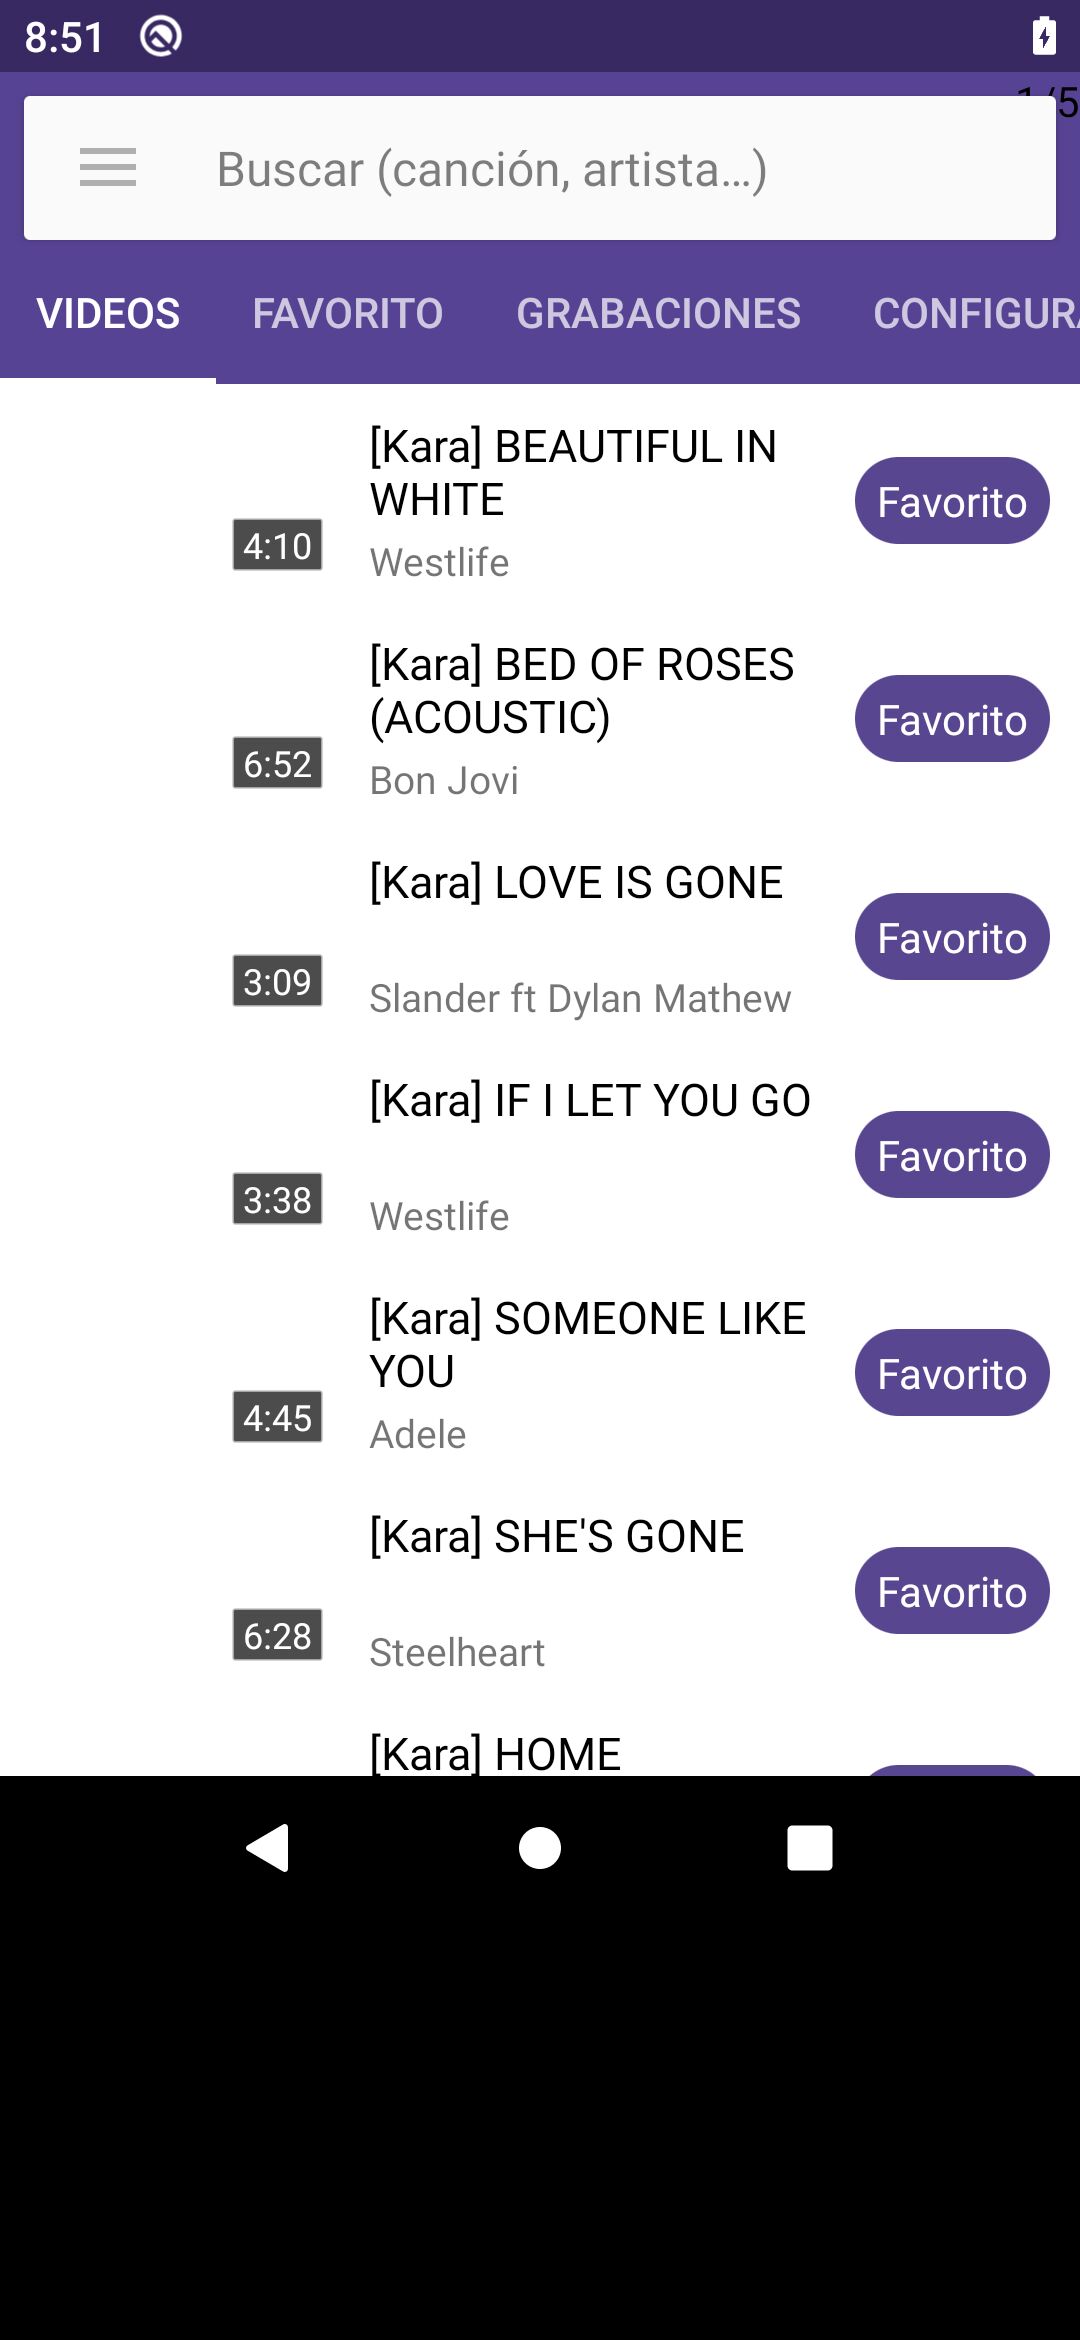 8:51
1/5
Buscar (canción, artista...)
VIDEOS FAVORITO GRABACIONES CONFIGURA
[Kara] BEAUTIFUL IN
WHITE
Favorito
4:10
Westlife
[Kara] BED OF ROSES
(ACOUSTIC)
Favorito
6:52
Bon Jovi
[Kara] LOVE IS GONE
Favorito
3:09
Slander ft Dylan Mathew
[Kara] IF I LET YOU GO
Favorito
3:38
Westlife
[Kara] SOMEONE LIKE
YOU
Favorito
4:45
Adele
[Kara] SHE'S GONE
Favorito
6:28
Steelheart
[Kara] HOME